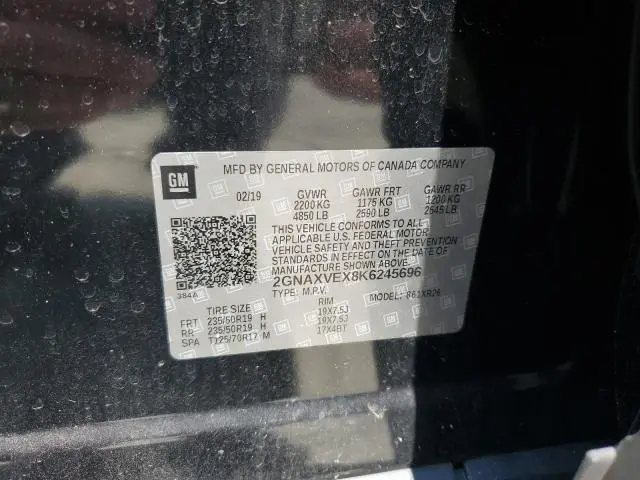 GM
MFD BY GENERAL MOTORS OF CANADA COMPANY
02/19 GVWR GAWR FRT GAWR RR
2200 KG 1175 KG 1200 KG
4850 LB 2590 LB 2645 LB
THIS VEHICLE CONFORMS TO ALL
APPLICABLE U.S. FEDERAL MOTOR
VEHICLE SAFETY AND THEFT PREVENTION
STANDARDS IN EFFECT ON THE DATE OF
MANUFACTURE SHOWN ABOVE.
2GNAXVEX8K6245696
384A TYPE: M.P.V. MODEL: 861XR26
TIRE SIZE RIM
FRT 235/50R19 H 19X7.5J
RR 235/50R19 H 19X7.5J
SPA T125/70R17 M 17X4BT